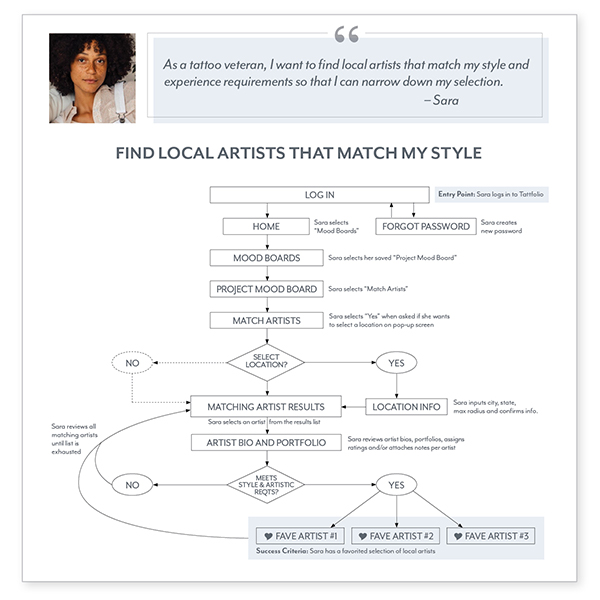 “
As a tattoo veteran, I want to find local artists that match my style and
experience requirements so that I can narrow down my selection.
– Sara
FIND LOCAL ARTISTS THAT MATCH MY STYLE
LOG IN
Entry Point: Sara logs in to Tattfolio
HOME
Sara selects
"Mood Boards"
FORGOT PASSWORD
Sara creates
new password
MOOD BOARDS
Sara selects her saved "Project Mood Board"
PROJECT MOOD BOARD
Sara selects "Match Artists"
MATCH ARTISTS
Sara selects "Yes" when asked if she wants
to select a location on pop-up screen
NO
SELECT
LOCATION?
YES
MATCHING ARTIST RESULTS
LOCATION INFO
Sara inputs city, state,
max radius and confirms info.
Sara selects an artist from the results list
Sara reviews all
matching artists
until list is
exhausted
ARTIST BIO AND PORTFOLIO
Sara reviews artist bios, portfolios, assigns
ratings and/or attaches notes per artist
NO
MEETS
STYLE & ARTISTIC
REQTS?
YES
FAVE ARTIST #1
FAVE ARTIST #2
FAVE ARTIST #3
Success Criteria: Sara has a favorited selection of local artists